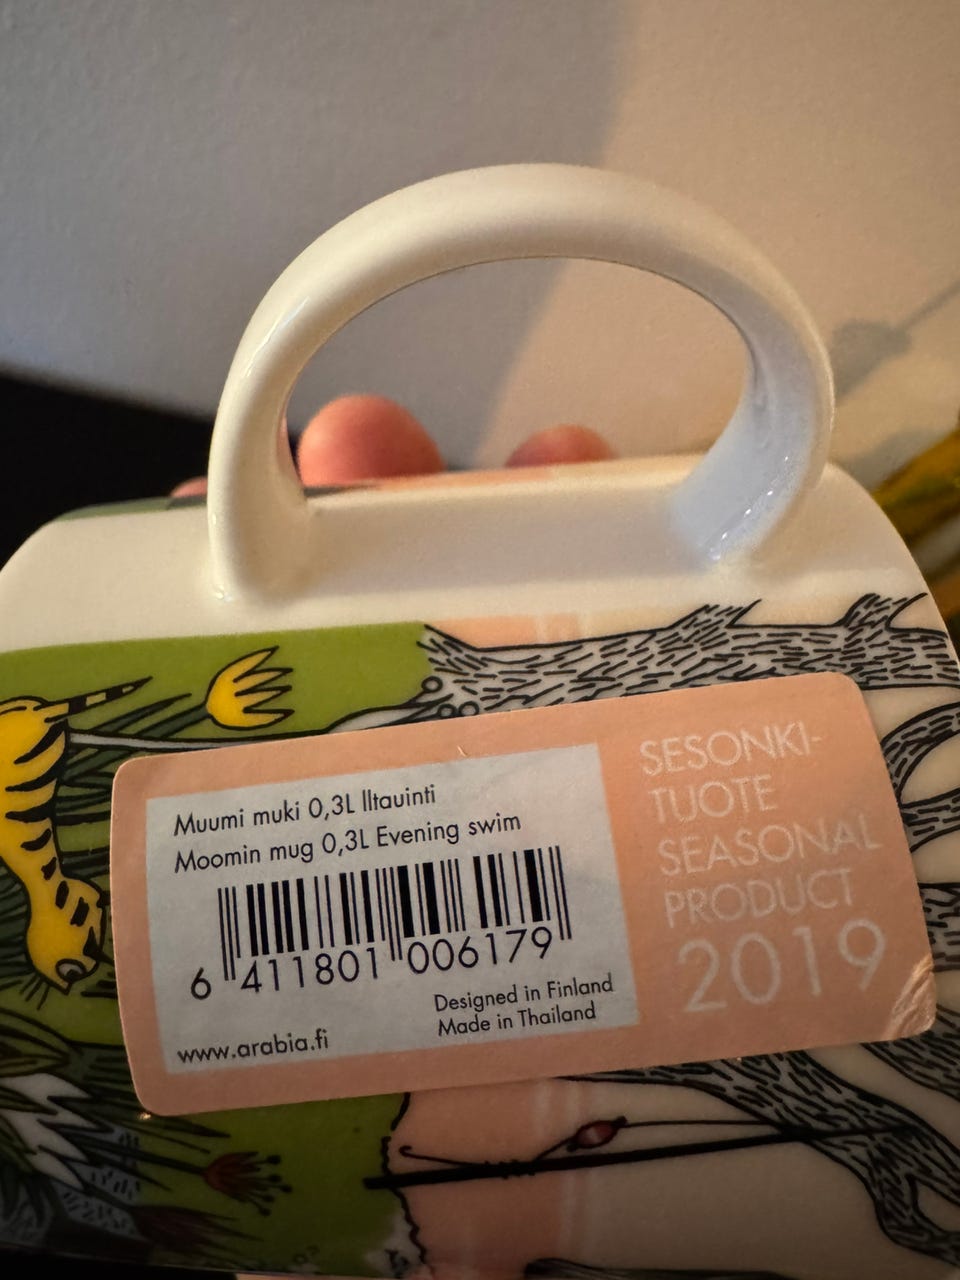 Muumi muki 0,3L Iltauinti
Moomin mug 0,3L Evening swim
6 411801 006179
Designed in Finland
Made in Thailand
www.arabia.fi
SESONKI-
TUOTE
SEASONAL
PRODUCT
2019